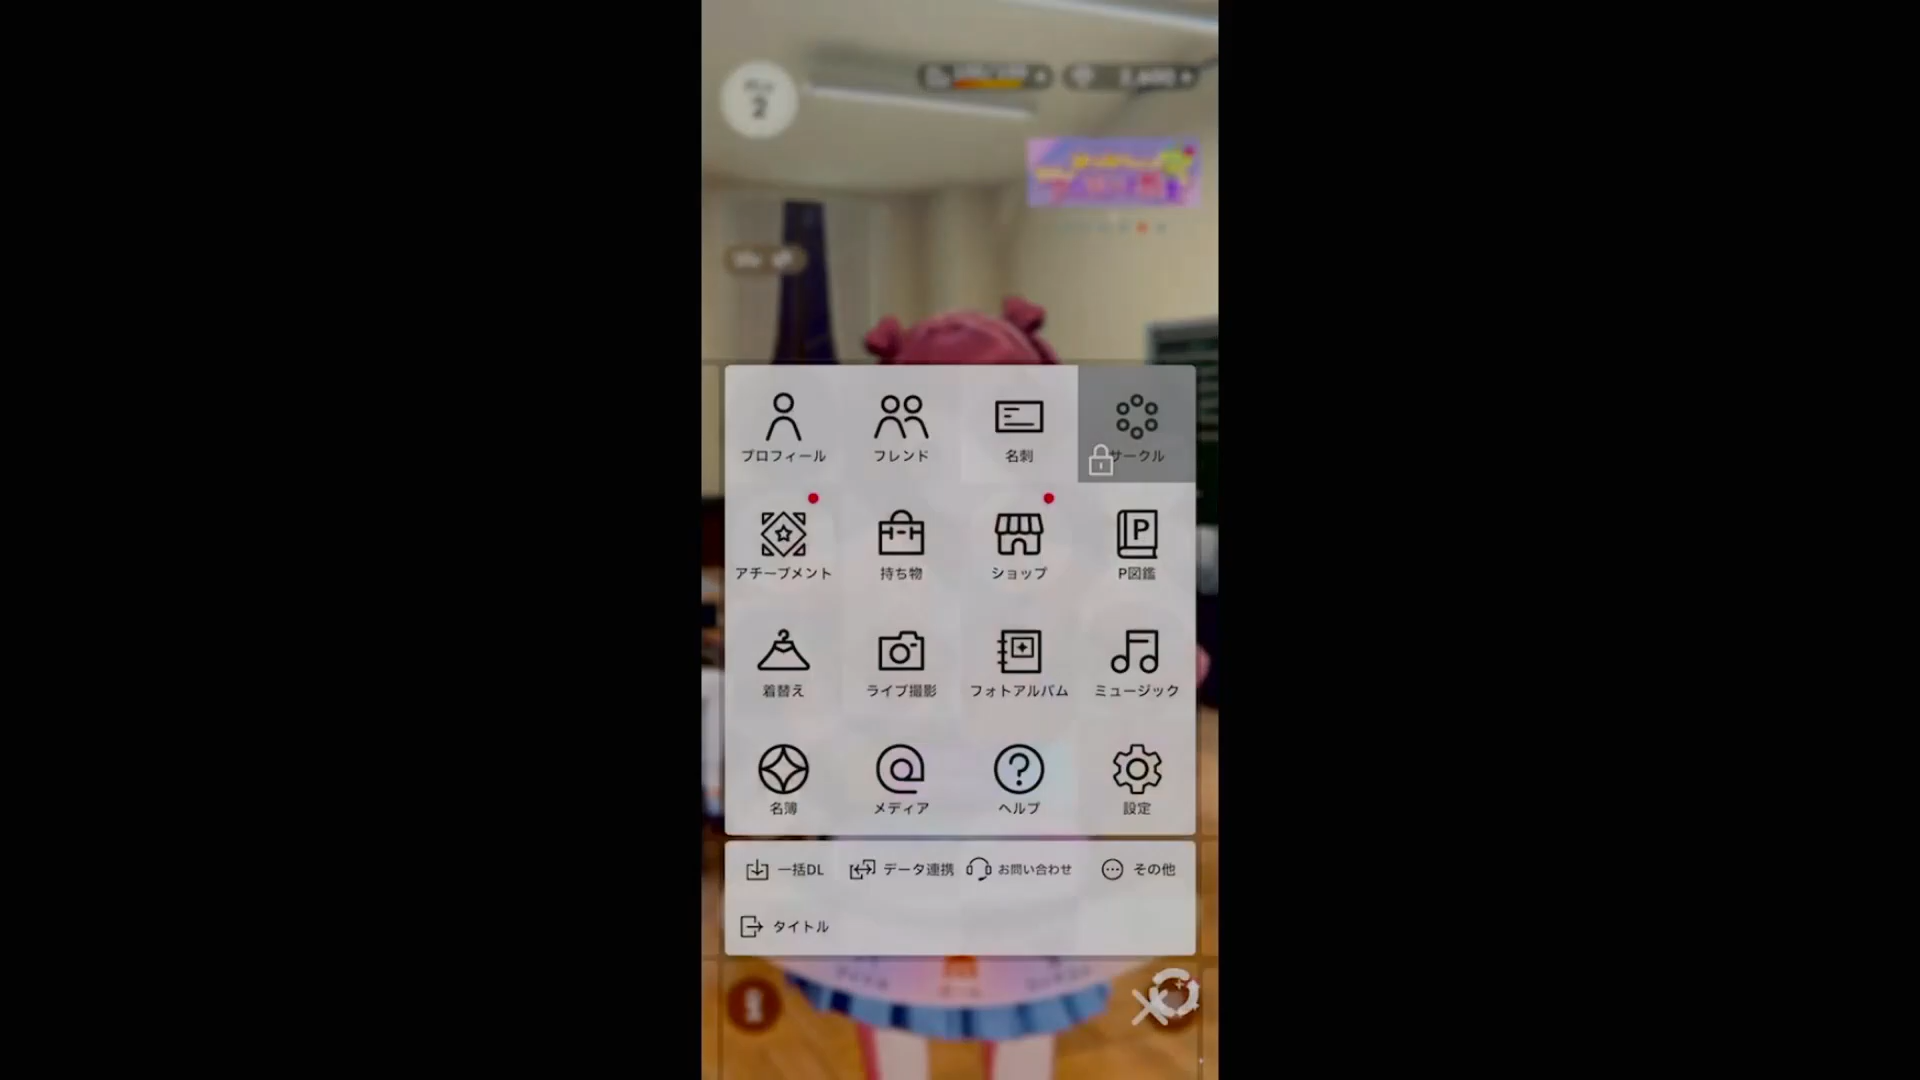 2
プロフィール
フレンド
名刺
サークル
アチーブメント
持ち物
ショップ
P図鑑
着替え
ライブ撮影
フォトアルバム
ミュージック
名簿
メディア
ヘルプ
設定
一括DL
データ連携
お問い合わせ
その他
タイトル